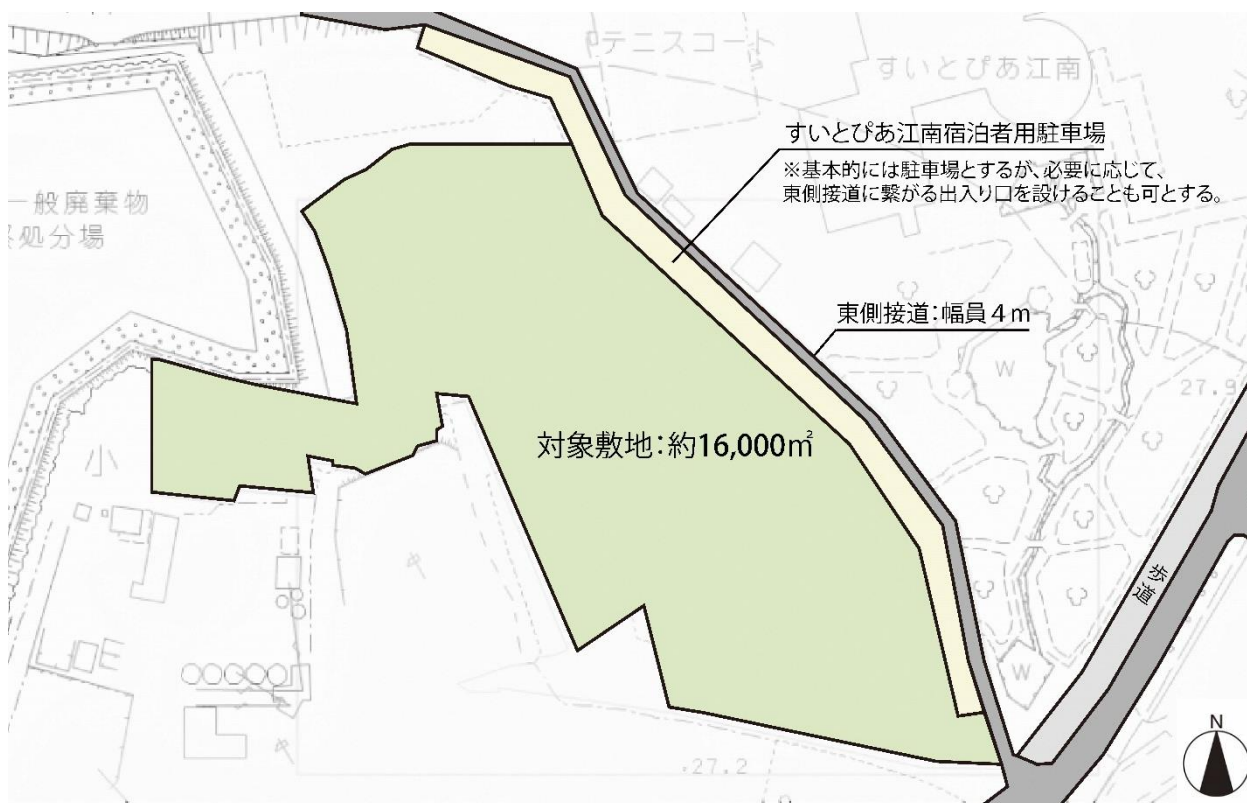 テニスコート
すいとぴあ江南
すいとぴあ江南宿泊者用駐車場
※基本的には駐車場とするが、必要に応じて、
東側接道に繋がる出入り口を設けることも可とする。
一般廃棄物
処分場
東側接道:幅員4m
W
27.9
対象敷地:約16,000㎡
小
歩道
W
N
27.2